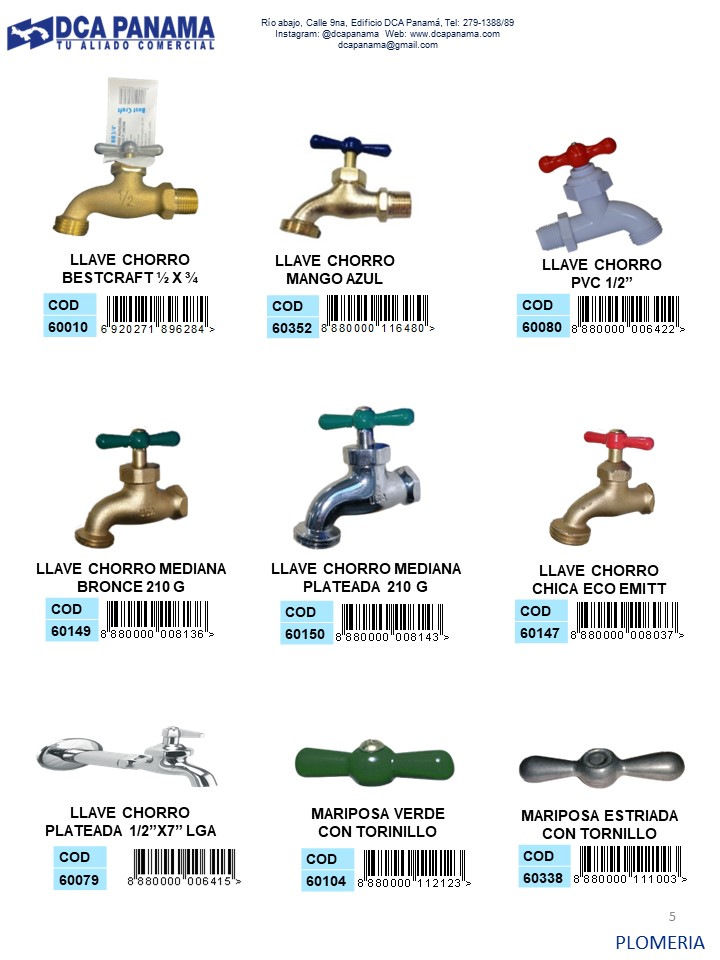 DCA PANAMA
TU ALIADO COMERCIAL
Río abajo, Calle 9na, Edificio DCA Panamá, Tel: 279-1388/89
Instagram: @dcapanama Web: www.dcapanama.com
dcapanama@gmail.com
Best Craft
1/2
LLAVE CHORRO
BESTCRAFT ½ X ¾
COD
60010
6 920271 896284 >
LLAVE CHORRO
MANGO AZUL
COD
60352
8 880000 116480 >
LLAVE CHORRO
PVC 1/2”
COD
60080
8 880000 006422 >
LLAVE CHORRO MEDIANA
BRONCE 210 G
COD
60149
8 880000 008136 >
LLAVE CHORRO MEDIANA
PLATEADA 210 G
COD
60150
8 880000 008143 >
LLAVE CHORRO
CHICA ECO EMITT
COD
60147
8 880000 008037 >
LLAVE CHORRO
PLATEADA 1/2”X7” LGA
COD
60079
8 880000 006415 >
MARIPOSA VERDE
CON TORINILLO
COD
60104
8 880000 112123 >
MARIPOSA ESTRIADA
CON TORNILLO
COD
60338
8 880000 111003 >
5
PLOMERIA